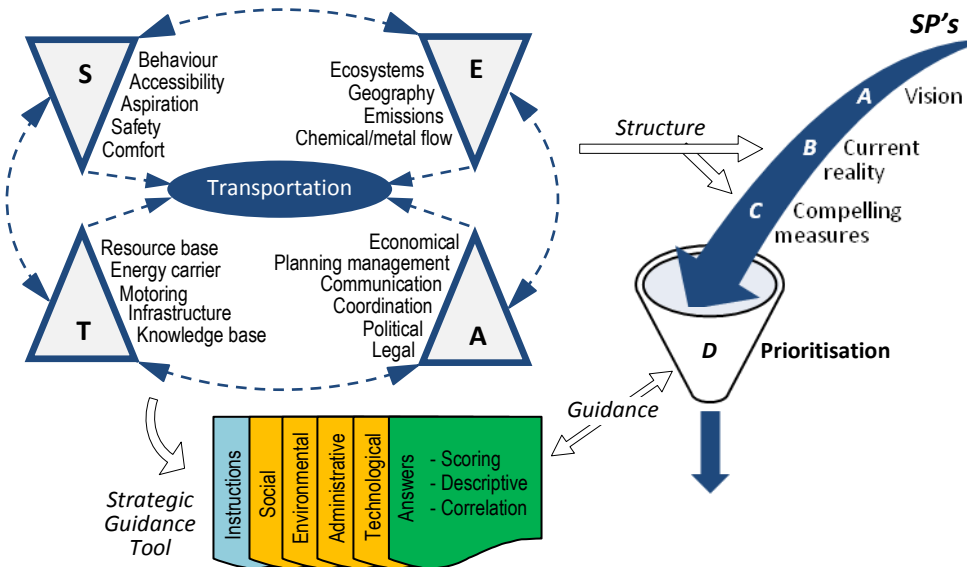 S
Behaviour
Accessibility
Aspiration
Safety
Comfort
E
Ecosystems
Geography
Emissions
Chemical/metal flow
Transportation
T
Resource base
Energy carrier
Motoring
Infrastructure
Knowledge base
A
Economical
Planning management
Communication
Coordination
Political
Legal
Structure
SP's
A
Vision
B
Current
reality
C
Compelling
measures
D
Prioritisation
Guidance
Strategic
Guidance
Tool
Instructions
Social
Environmental
Administrative
Technological
Answers
- Scoring
- Descriptive
- Correlation